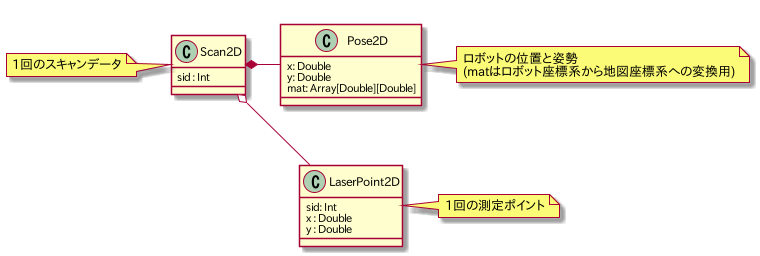 1回のスキャンデータ
C Scan2D
sid : Int
C Pose2D
x: Double
y: Double
mat: Array[Double][Double]
ロボットの位置と姿勢
(matはロボット座標系から地図座標系への変換用)
C LaserPoint2D
sid: Int
x : Double
y : Double
1回の測定ポイント